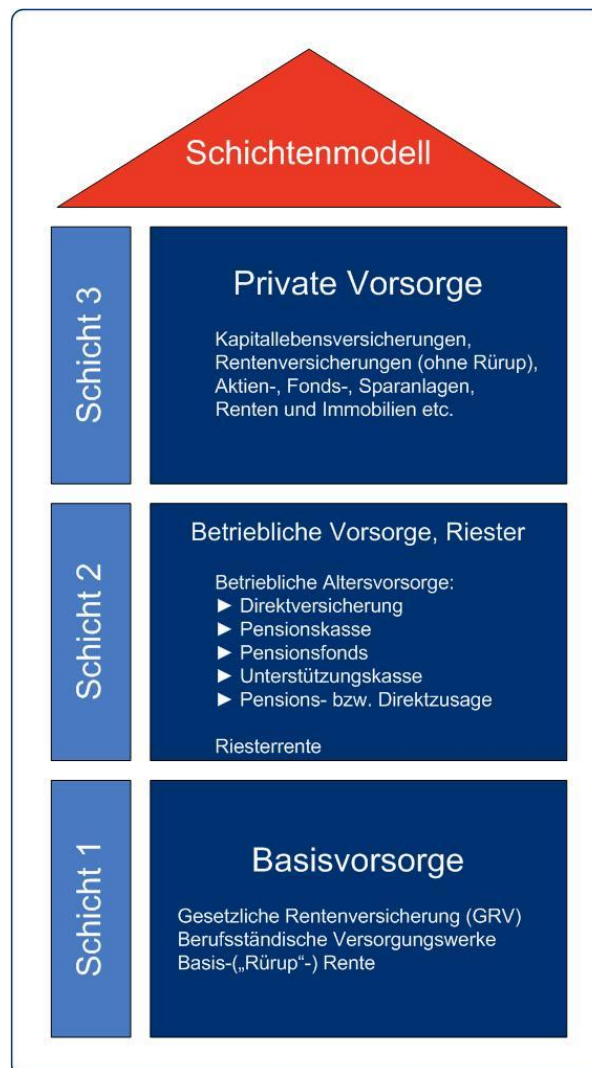 Schichtenmodell
Schicht 3
Private Vorsorge
Kapitallebensversicherungen,
Rentenversicherungen (ohne Rürup),
Aktien-, Fonds-, Sparanlagen,
Renten und Immobilien etc.
Schicht 2
Betriebliche Vorsorge, Riester
Betriebliche Altersvorsorge:
► Direktversicherung
► Pensionskasse
► Pensionsfonds
► Unterstützungskasse
► Pensions- bzw. Direktzusage
Riesterrente
Schicht 1
Basisvorsorge
Gesetzliche Rentenversicherung (GRV)
Berufsständische Versorgungswerke
Basis-(„Rürup“-) Rente